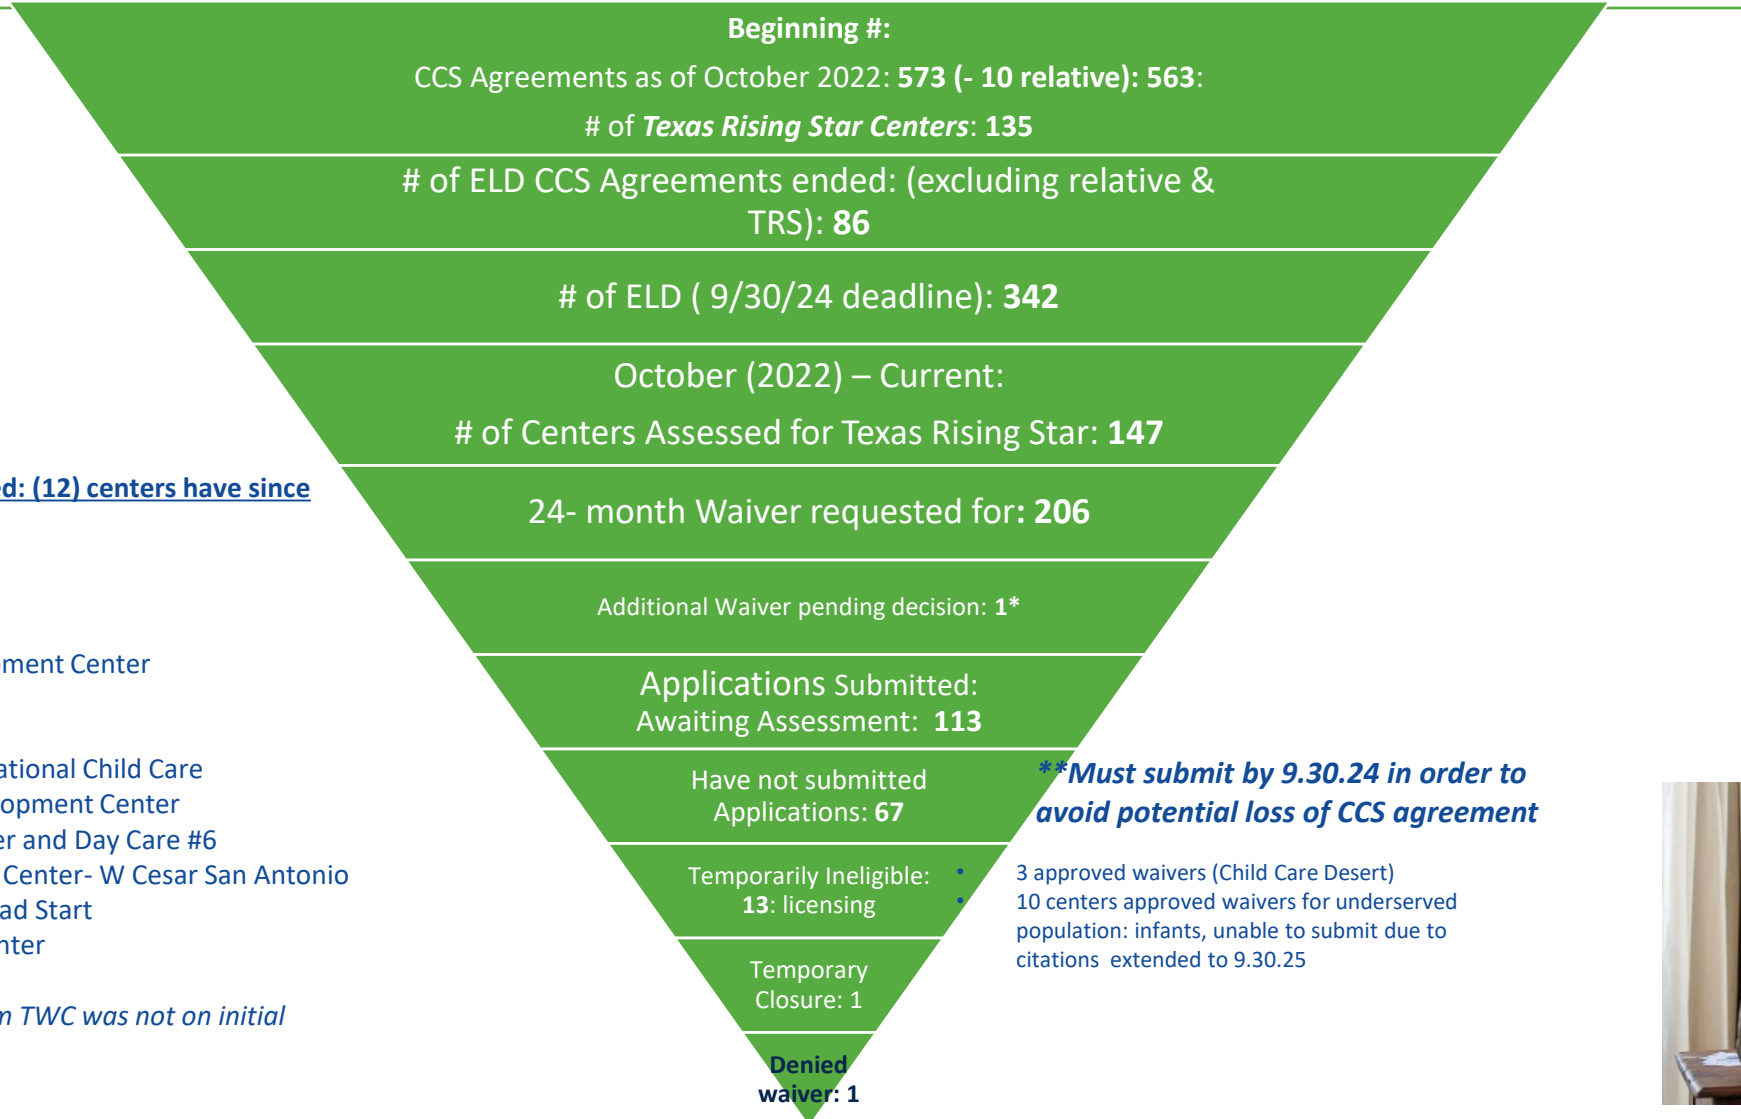 Beginning #:
CCS Agreements as of October 2022: 573 (- 10 relative): 563:
# of Texas Rising Star Centers: 135
# of ELD CCS Agreements ended: (excluding relative &
TRS): 86
# of ELD ( 9/30/24 deadline): 342
October (2022) – Current:
# of Centers Assessed for Texas Rising Star: 147
(12) centers have since
24- month Waiver requested for: 206
Additional Waiver pending decision: 1*
Center
Applications Submitted:
Awaiting Assessment: 113
Child Care
Center
and Day Care #6
Center- W Cesar San Antonio
Start
Have not submitted
Applications: 67
**Must submit by 9.30.24 in order to
avoid potential loss of CCS agreement
Temporarily Ineligible:
13: licensing
• 3 approved waivers (Child Care Desert)
• 10 centers approved waivers for underserved
population: infants, unable to submit due to
citations extended to 9.30.25
Temporary
Closure: 1
TWC was not on initial
Denied
waiver: 1